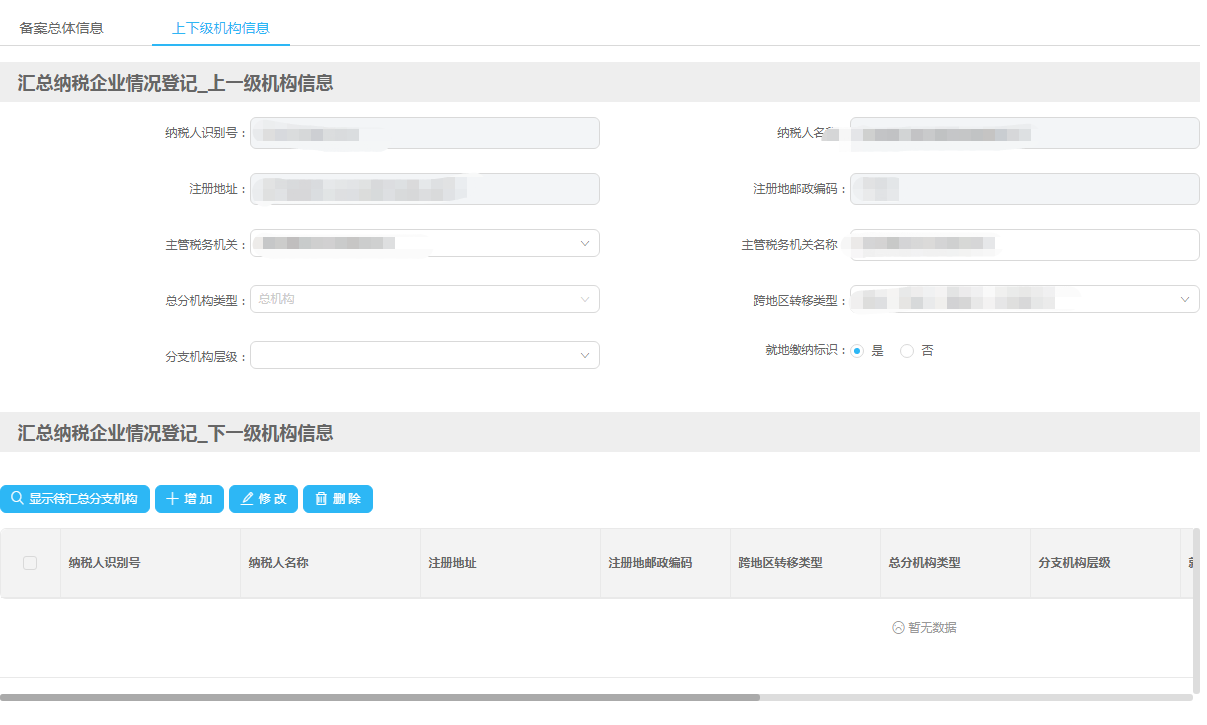 备案总体信息 上下级机构信息
汇总纳税企业情况登记_上一级机构信息
纳税人识别号： 纳税人名
注册地址： 注册地邮政编码：
主管税务机关： 主管税务机关名称
总分机构类型： 总机构 跨地区转移类型：
分支机构层级： 就地缴纳标识： 是 否
汇总纳税企业情况登记_下一级机构信息
显示待汇总分支机构 增加 修改 删除
纳税人识别号 纳税人名称 注册地址 注册地邮政编码 跨地区转移类型 总分机构类型 分支机构层级
暂无数据